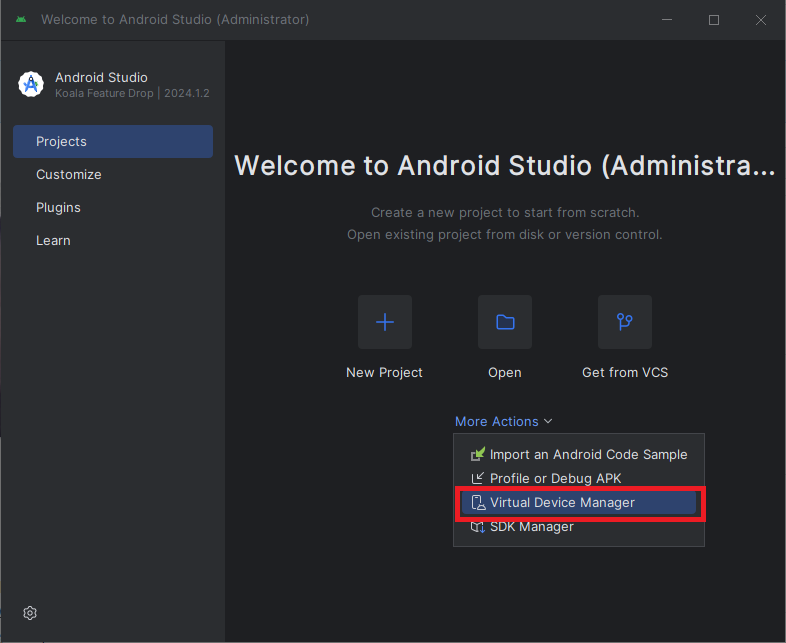 Welcome to Android Studio (Administrator)
Android Studio
Koala Feature Drop | 2024.1.2
Projects
Customize
Plugins
Learn
Welcome to Android Studio (Administra...
Create a new project to start from scratch.
Open existing project from disk or version control.
New Project
Open
Get from VCS
More Actions
Import an Android Code Sample
Profile or Debug APK
Virtual Device Manager
SDK Manager